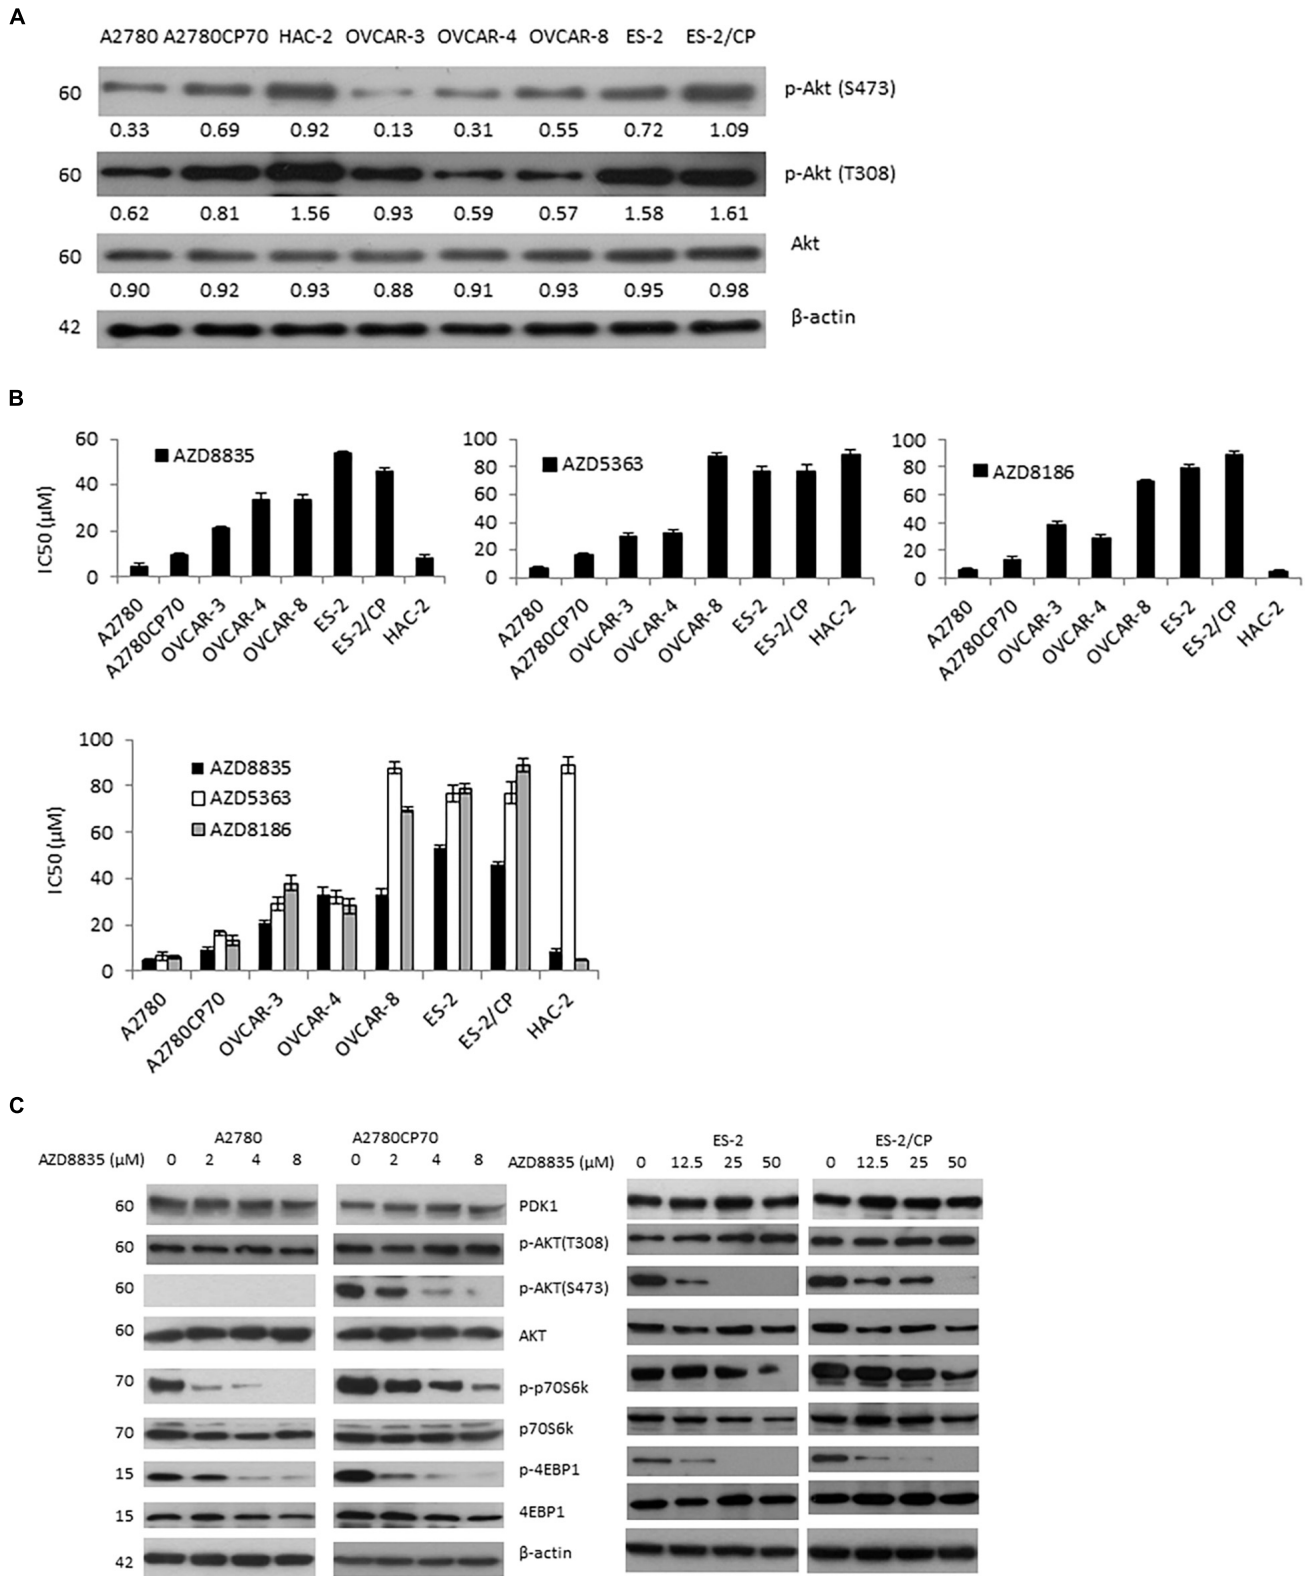 A
A2780 A2780CP70 HAC-2 OVCAR-3 OVCAR-4 OVCAR-8 ES-2 ES-2/CP
60 p-Akt (S473)
0.33 0.69 0.92 0.13 0.31 0.55 0.72 1.09
60 p-Akt (T308)
0.62 0.81 1.56 0.93 0.59 0.57 1.58 1.61
60 Akt
0.90 0.92 0.93 0.88 0.91 0.93 0.95 0.98
42 β-actin
B
IC50 (µM)
60
40
20
0
AZD8835
A2780 A2780CP70 OVCAR-3 OVCAR-4 OVCAR-8 ES-2 ES-2/CP HAC-2
100
80
60
40
20
0
AZD5363
A2780 A2780CP70 OVCAR-3 OVCAR-4 OVCAR-8 ES-2 ES-2/CP HAC-2
100
80
60
40
20
0
AZD8186
A2780 A2780CP70 OVCAR-3 OVCAR-4 OVCAR-8 ES-2 ES-2/CP HAC-2
IC50 (µM)
100
80
60
40
20
0
AZD8835
AZD5363
AZD8186
A2780 A2780CP70 OVCAR-3 OVCAR-4 OVCAR-8 ES-2 ES-2/CP HAC-2
C
A2780 A2780CP70 ES-2 ES-2/CP
AZD8835 (µM) 0 2 4 8 0 2 4 8 AZD8835 (µM) 0 12.5 25 50 0 12.5 25 50
60 PDK1
60 p-AKT(T308)
60 p-AKT(S473)
60 AKT
70 p-p70S6k
70 p70S6k
15 p-4EBP1
15 4EBP1
42 β-actin